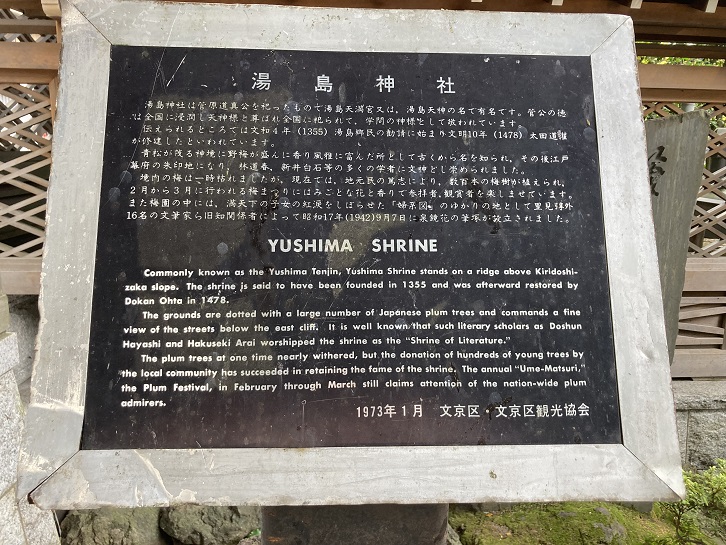 湯島神社
湯島神社は菅原道真公を祀ったもので湯島天満宮又は、湯島天神の名で有名です。菅公の徳
は全国に浸潤し天神様と尊ばれ全国に祀られて、学問の神様として敬われています。
伝えられるところでは文和4年(1355)湯島郷民の勧請に始まり文明10年(1478)太田道灌
が修建したといわれています。
青松が茂る神境に野梅が盛んに香り風雅に富んだ所として古くから名を知られ、その後江戸
幕府の朱印地になり、林道春、新井白石等の多くの学者に文神として崇められました。
境内の梅は一時枯れましたが、現在では、地元民の篤志により、数百本の梅樹が植えられ、
2月から3月に行われる梅まつりにはみごとな花と香りで参拝者、観賞者を楽しませています。
また梅園の中には、満天下の子女の紅涙をしぼらせた「婦系図」のゆかりの地として里見弴外
16名の文筆家ら旧知関係者によって昭和17年(1942)9月7日に泉鏡花の筆塚が設立されました。
YUSHIMA SHRINE
Commonly known as the Yushima Tenjin, Yushima Shrine stands on a ridge above Kiridoshi-
zaka slope. The shrine is said to have been founded in 1355 and was afterward restored by
Dokan Ohta in 1478.
The grounds are dotted with a large number of Japanese plum trees and commands a fine
view of the streets below the east cliff. It is well known that such literary scholars as Doshun
Hayashi and Hakuseki Arai worshipped the shrine as the "Shrine of Literature."
The plum trees at one time nearly withered, but the donation of hundreds of young trees by
the local community has succeeded in retaining the fame of the shrine. The annual "Ume-Matsuri,"
the Plum Festival, in February through March still claims attention of the nation-wide plum
admirers.
1973年1月 文京区・文京区観光協会